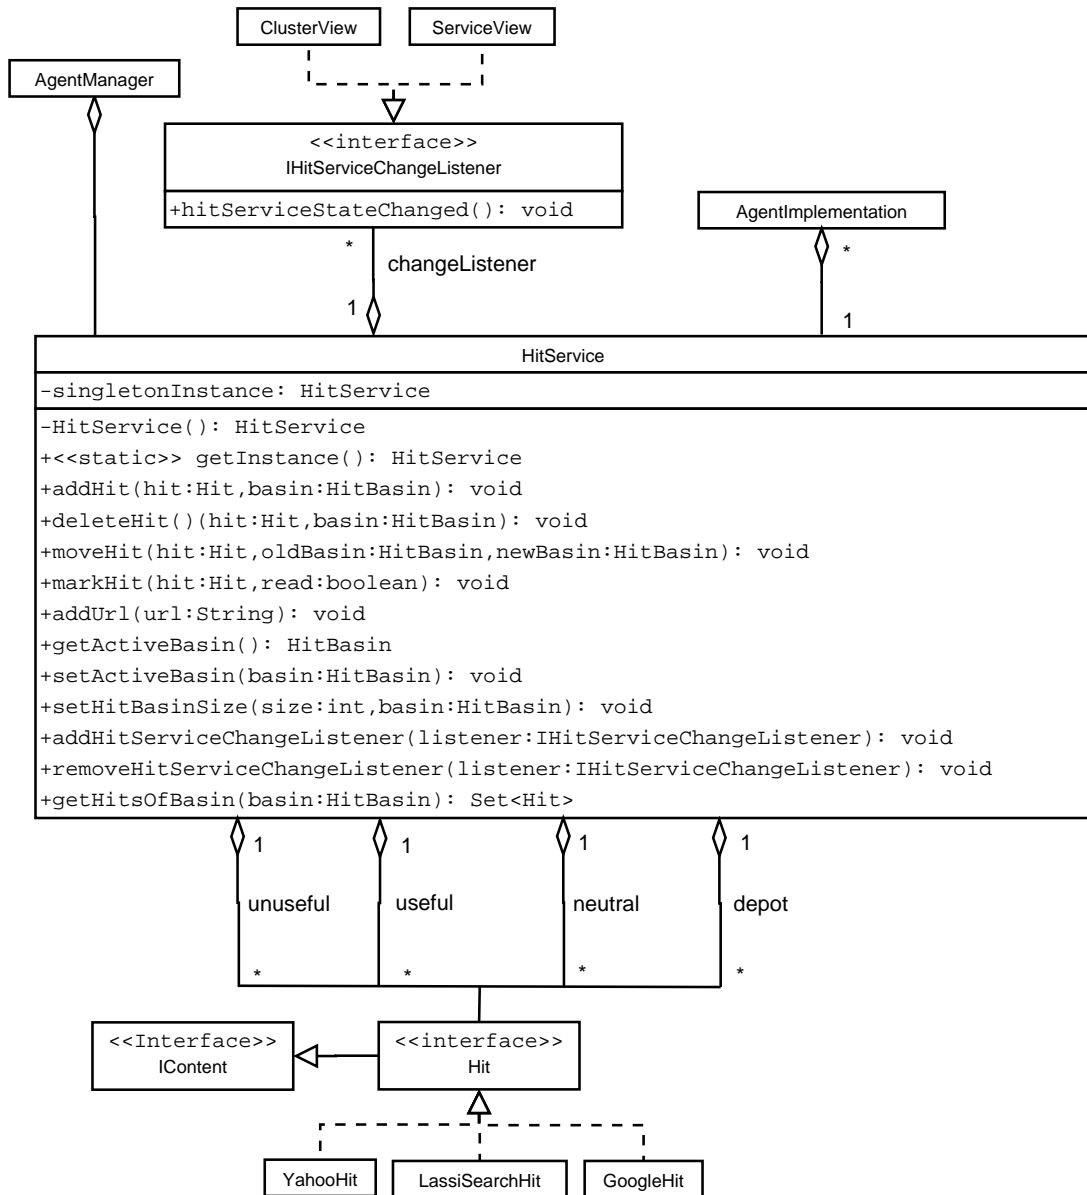 ClusterView
ServiceView
AgentManager
<<interface>>
IHitServiceChangeListener
+hitServiceStateChanged(): void
AgentImplementation
*
changeListener
1
*
1
HitService
-singletonInstance: HitService
-HitService(): HitService
+<<static>> getInstance(): HitService
+addHit(hit:Hit,basin:HitBasin): void
+deleteHit()(hit:Hit,basin:HitBasin): void
+moveHit(hit:Hit,oldBasin:HitBasin,newBasin:HitBasin): void
+markHit(hit:Hit,read:boolean): void
+addUrl(url:String): void
+getActiveBasin(): HitBasin
+setActiveBasin(basin:HitBasin): void
+setHitBasinSize(size:int,basin:HitBasin): void
+addHitServiceChangeListener(listener:IHitServiceChangeListener): void
+removeHitServiceChangeListener(listener:IHitServiceChangeListener): void
+getHitsOfBasin(basin:HitBasin): Set<Hit>
1 1 1 1
unuseful useful neutral depot
* * * *
<<Interface>>
IContent
<<interface>>
Hit
YahooHit
LassiSearchHit
GoogleHit